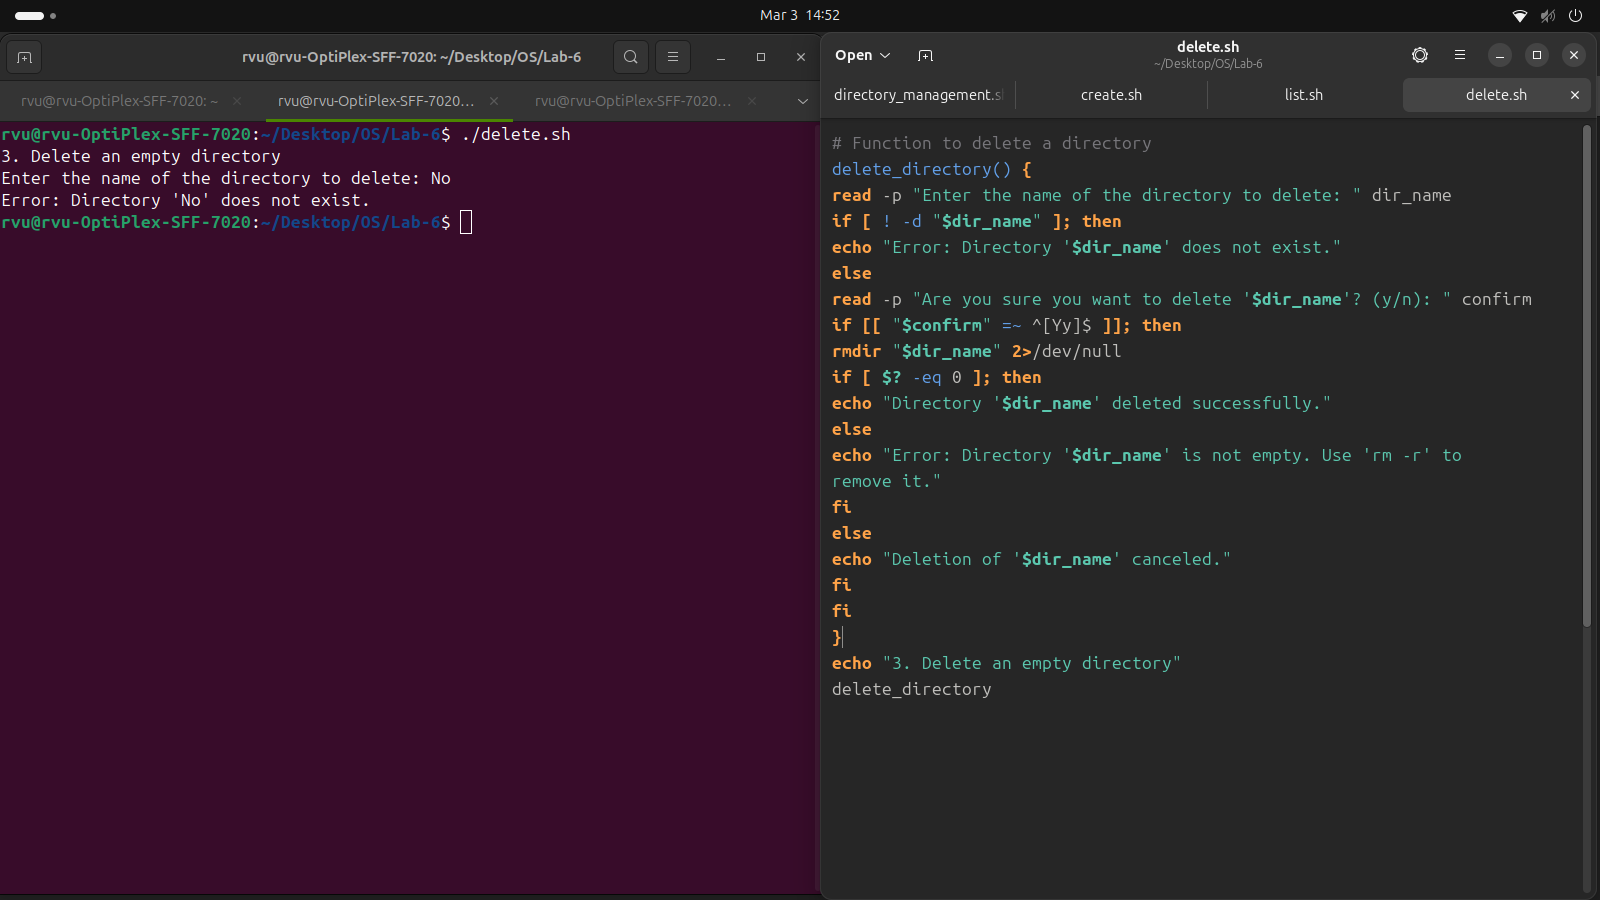 Mar 3 14:52
rvu@rvu-OptiPlex-SFF-7020: ~/Desktop/OS/Lab-6
rvu@rvu-OptiPlex-SFF-7020: ~
rvu@rvu-OptiPlex-SFF-7020...
rvu@rvu-OptiPlex-SFF-7020...
rvu@rvu-OptiPlex-SFF-7020:~/Desktop/OS/Lab-6$ ./delete.sh
3. Delete an empty directory
Enter the name of the directory to delete: No
Error: Directory 'No' does not exist.
rvu@rvu-OptiPlex-SFF-7020:~/Desktop/OS/Lab-6$
Open
delete.sh
~/Desktop/OS/Lab-6
directory_management.s
create.sh
list.sh
delete.sh
# Function to delete a directory
delete_directory() {
read -p "Enter the name of the directory to delete: " dir_name
if [ ! -d "$dir_name" ]; then
echo "Error: Directory '$dir_name' does not exist."
else
read -p "Are you sure you want to delete '$dir_name'? (y/n): " confirm
if [[ "$confirm" =~ ^[Yy]$ ]]; then
rmdir "$dir_name" 2>/dev/null
if [ $? -eq 0 ]; then
echo "Directory '$dir_name' deleted successfully."
else
echo "Error: Directory '$dir_name' is not empty. Use 'rm -r' to
remove it."
fi
else
echo "Deletion of '$dir_name' canceled."
fi
fi
}
echo "3. Delete an empty directory"
delete_directory